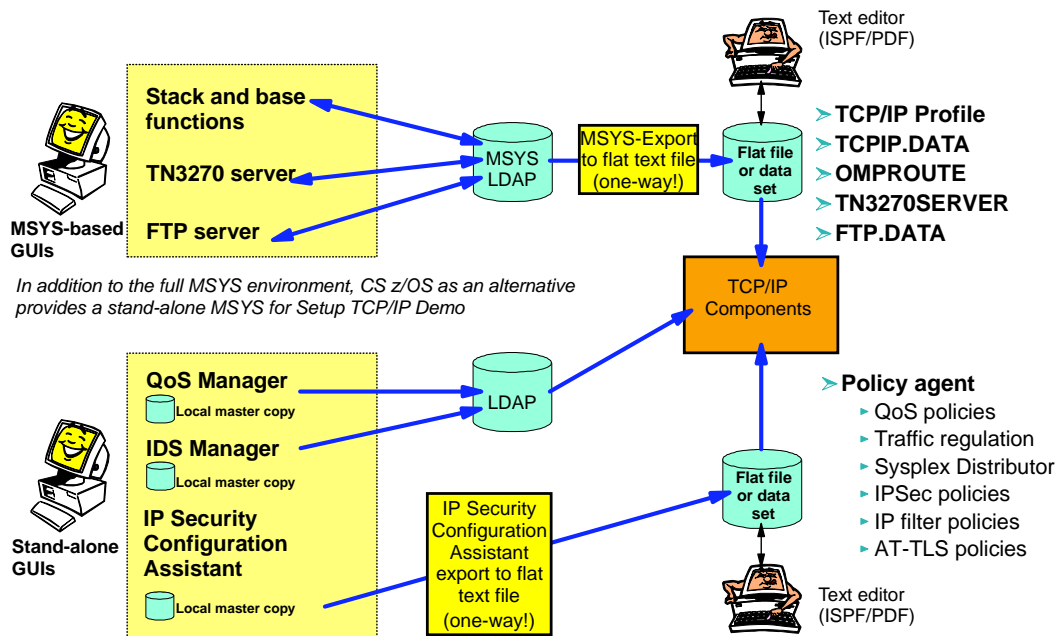 Text editor
(ISPF/PDF)
Stack and base
functions
TN3270 server
FTP server
MSYS-based
GUIs
MSYS
LDAP
MSYS-Export
to flat text file
(one-way!)
Flat file
or data
set
➢ TCP/IP Profile
➢ TCPIP.DATA
➢ OMPROUTE
➢ TN3270SERVER
➢ FTP.DATA
In addition to the full MSYS environment, CS z/OS as an alternative
provides a stand-alone MSYS for Setup TCP/IP Demo
TCP/IP
Components
QoS Manager
Local master copy
IDS Manager
Local master copy
IP Security
Configuration
Assistant
Local master copy
Stand-alone
GUIs
LDAP
IP Security
Configuration
Assistant
export to flat
text file
(one-way!)
Flat file
or data
set
➢ Policy agent
► QoS policies
► Traffic regulation
► Sysplex Distributor
► IPSec policies
► IP filter policies
► AT-TLS policies
Text editor
(ISPF/PDF)